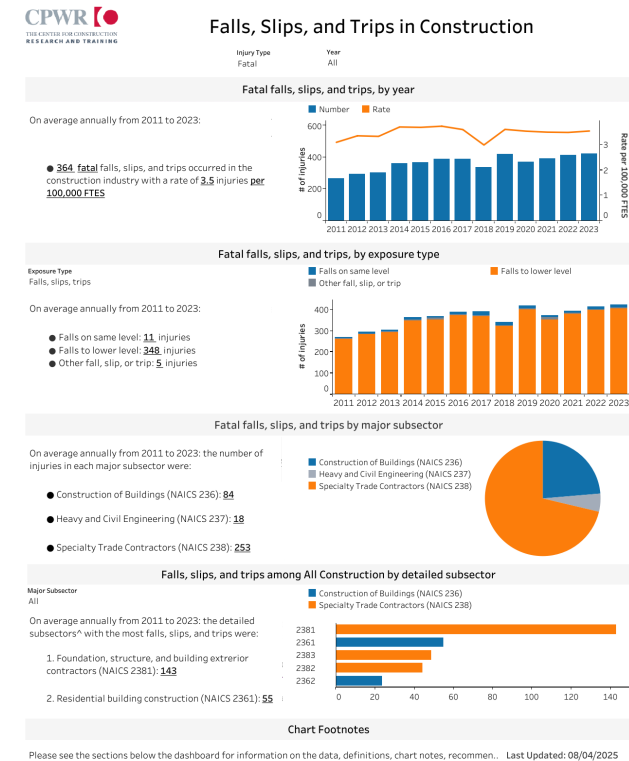 CPWR
THE CENTER FOR CONSTRUCTION
RESEARCH AND TRAINING
Falls, Slips, and Trips in Construction
Injury Type
Year
Fatal
All
Fatal falls, slips, and trips, by year
Number
Rate
On average annually from 2011 to 2023:
● 364 fatal falls, slips, and trips occurred in the
construction industry with a rate of 3.5 injuries per
100,000 FTES
# of injuries
600
400
200
0
3
2
1
0
Rate per 100,000 FTES
2011 2012 2013 2014 2015 2016 2017 2018 2019 2020 2021 2022 2023
Fatal falls, slips, and trips, by exposure type
Exposure Type
Falls, slips, trips
Falls on same level
Falls to lower level
Other fall, slip, or trip
On average annually from 2011 to 2023:
● Falls on same level: 11 injuries
● Falls to lower level: 348 injuries
● Other fall, slip, or trip: 5 injuries
# of injuries
400
300
200
100
0
2011 2012 2013 2014 2015 2016 2017 2018 2019 2020 2021 2022 2023
Fatal falls, slips, and trips by major subsector
On average annually from 2011 to 2023: the number of
injuries in each major subsector were:
● Construction of Buildings (NAICS 236): 84
● Heavy and Civil Engineering (NAICS 237): 18
● Specialty Trade Contractors (NAICS 238): 253
Construction of Buildings (NAICS 236)
Heavy and Civil Engineering (NAICS 237)
Specialty Trade Contractors (NAICS 238)
Falls, slips, and trips among All Construction by detailed subsector
Major Subsector
All
Construction of Buildings (NAICS 236)
Specialty Trade Contractors (NAICS 238)
On average annually from 2011 to 2023: the detailed
subsectors^ with the most falls, slips, and trips were:
1. Foundation, structure, and building extrerior
contractors (NAICS 2381): 143
2. Residential building construction (NAICS 2361): 55
2381
2361
2383
2382
2362
0 20 40 60 80 100 120 140
Chart Footnotes
Please see the sections below the dashboard for information on the data, definitions, chart notes, recommen.. Last Updated: 08/04/2025